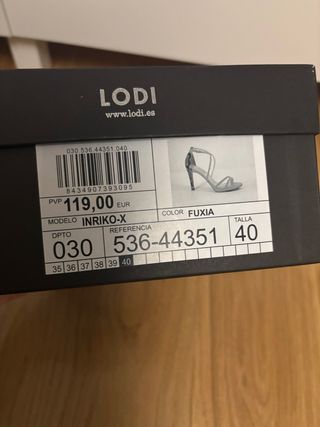 LODI
www.lodi.es
030.536.44351.040
8434907393095
PVP 119,00 EUR
MODELO INRIKO-X COLOR FUXIA
DPTO REFERENCIA TALLA
030 536-44351 40
35 36 37 38 39 40